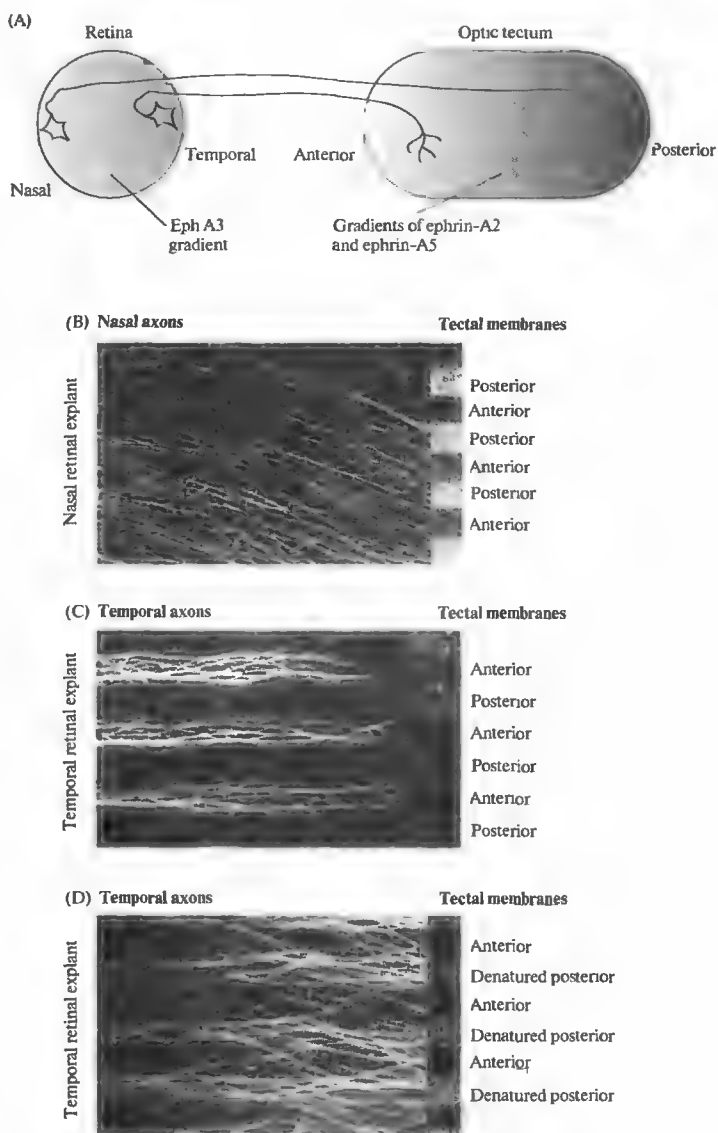 (A)
Retina
Optic tectum
Temporal
Anterior
Posterior
Nasal
Eph A3
gradient
Gradients of ephrin-A2
and ephrin-A5
(B) Nasal axons
Tectal membranes
Nasal retinal explant
Posterior
Anterior
Posterior
Anterior
Posterior
Anterior
(C) Temporal axons
Tectal membranes
Temporal retinal explant
Anterior
Posterior
Anterior
Posterior
Anterior
Posterior
(D) Temporal axons
Tectal membranes
Temporal retinal explant
Anterior
Denatured posterior
Anterior
Denatured posterior
Anterior
Denatured posterior